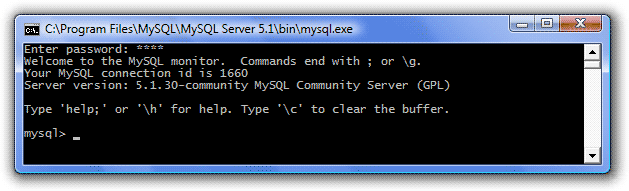 C:\Program Files\MySQL\MySQL Server 5.1\bin\mysql.exe
Enter password: ****
Welcome to the MySQL monitor.  Commands end with ; or \g.
Your MySQL connection id is 1660
Server version: 5.1.30-community MySQL Community Server (GPL)
Type 'help;' or '\h' for help. Type '\c' to clear the buffer.
mysql> _